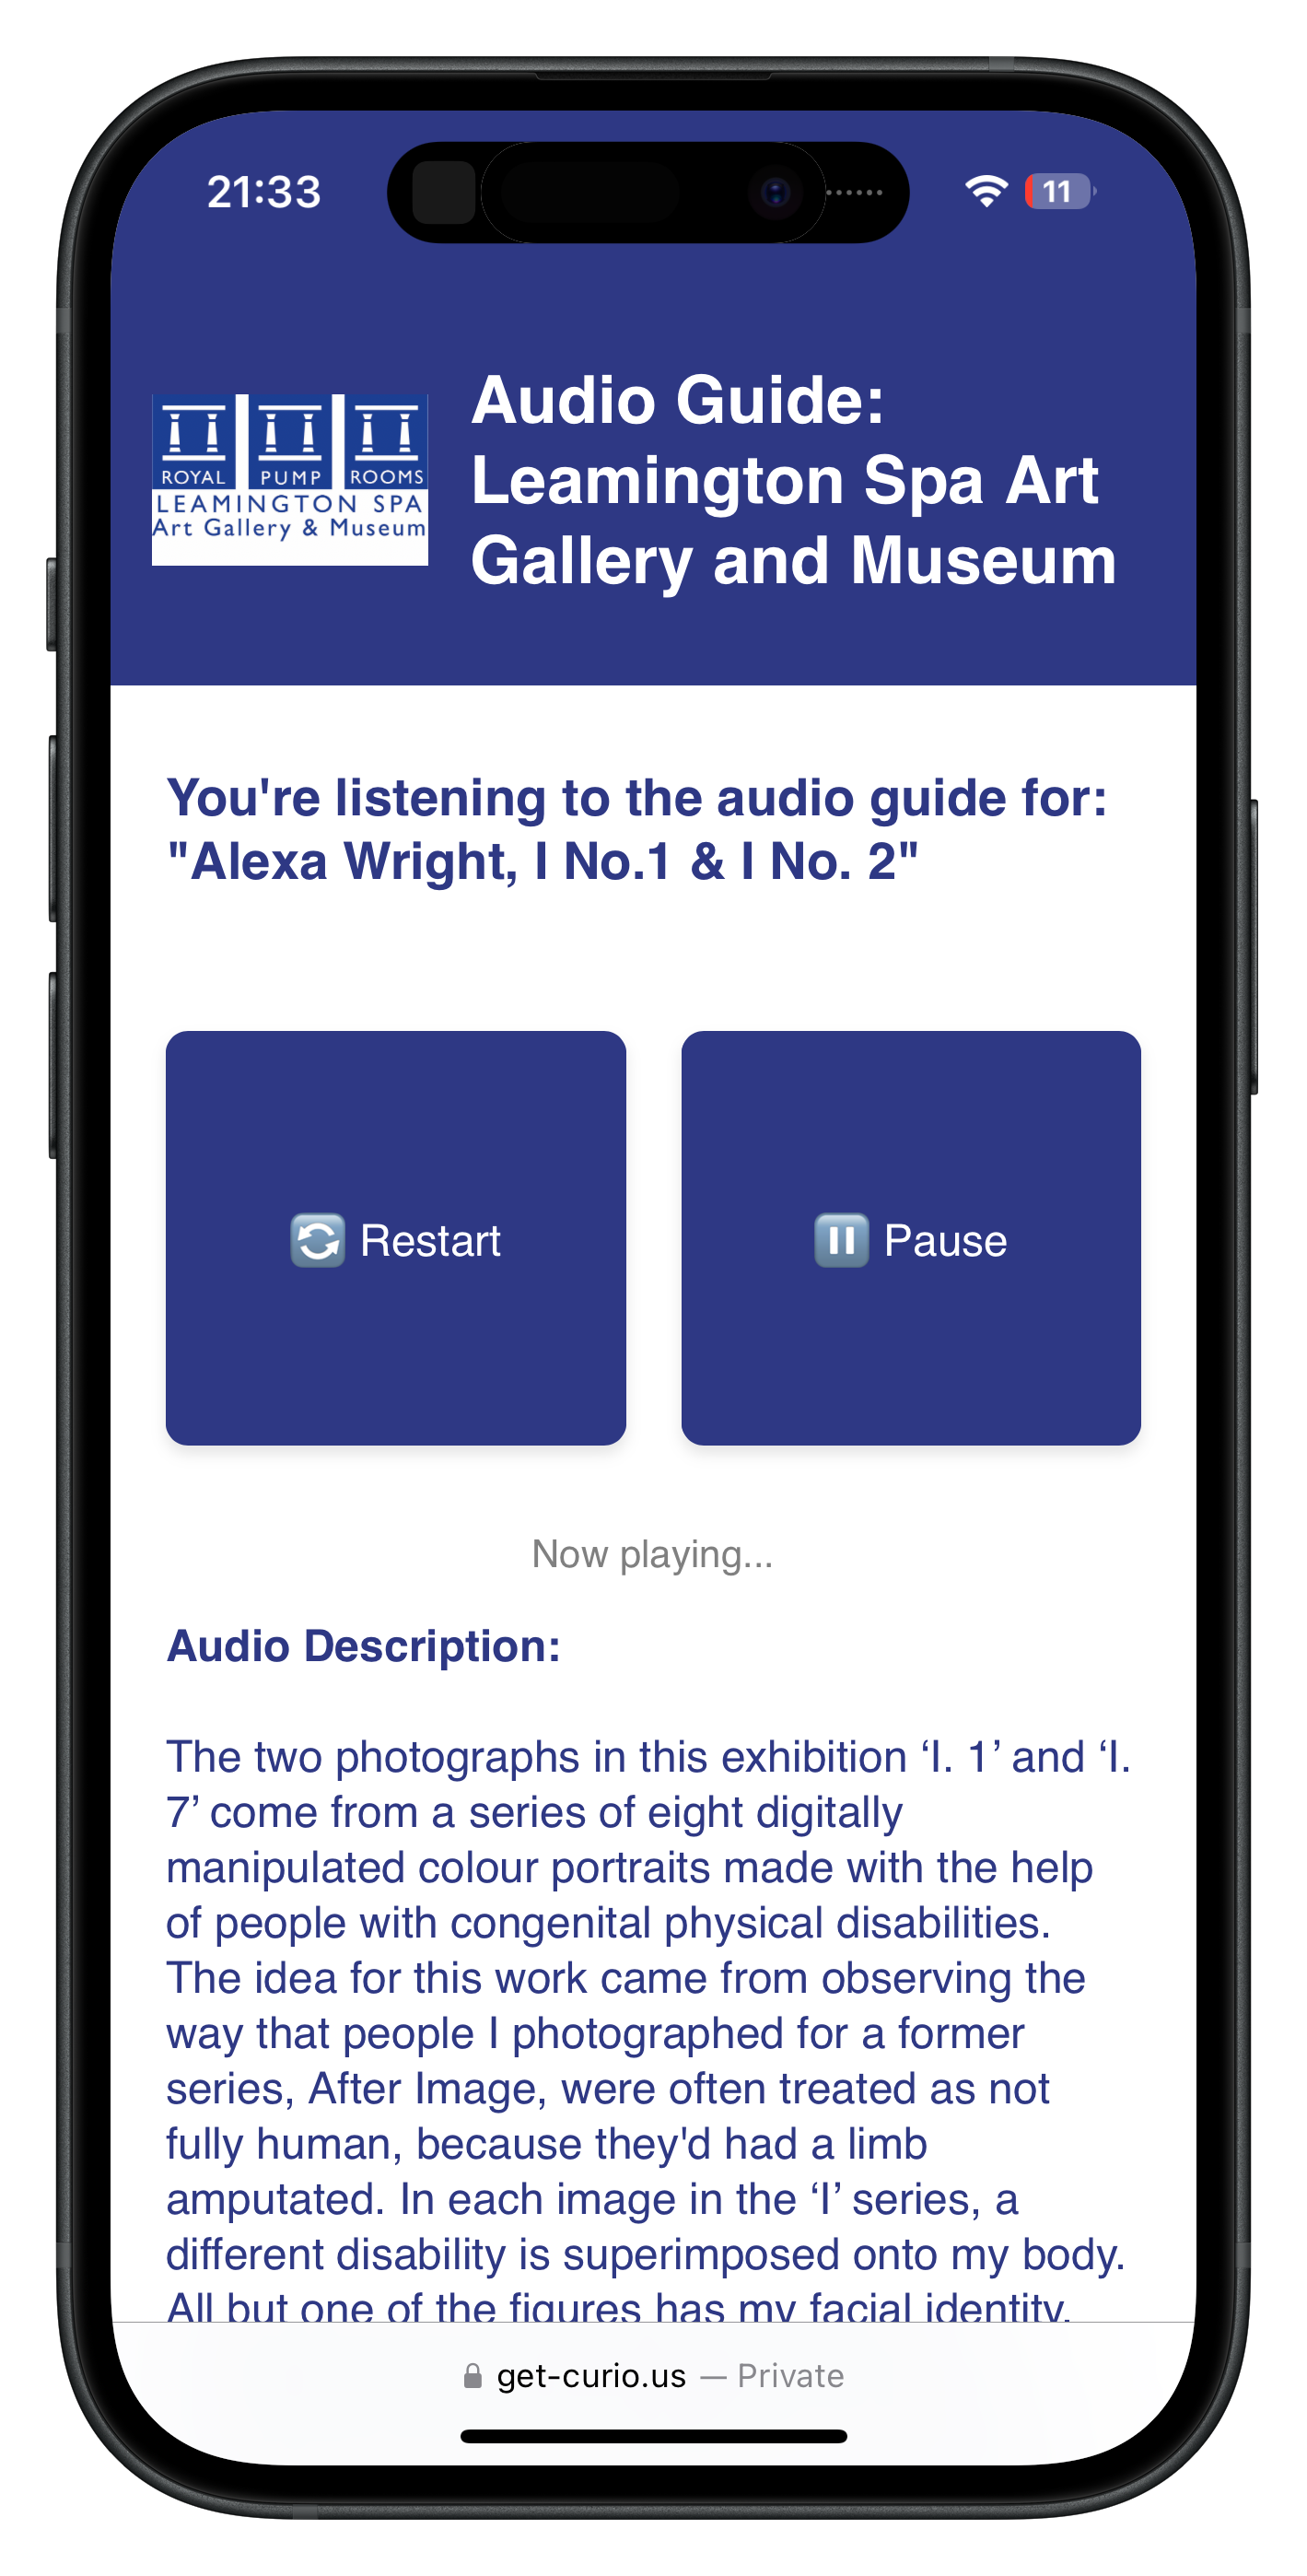 21:33
11
ROYAL PUMP ROOMS
LEAMINGTON SPA
Art Gallery & Museum
Audio Guide:
Leamington Spa Art
Gallery and Museum
You're listening to the audio guide for:
"Alexa Wright, I No.1 & I No. 2"
Restart
Pause
Now playing...
Audio Description:
The two photographs in this exhibition ‘I. 1’ and ‘I.
7’ come from a series of eight digitally
manipulated colour portraits made with the help
of people with congenital physical disabilities.
The idea for this work came from observing the
way that people I photographed for a former
series, After Image, were often treated as not
fully human, because they'd had a limb
amputated. In each image in the ‘I’ series, a
different disability is superimposed onto my body.
All but one of the figures has my facial identity.
get-curio.us — Private